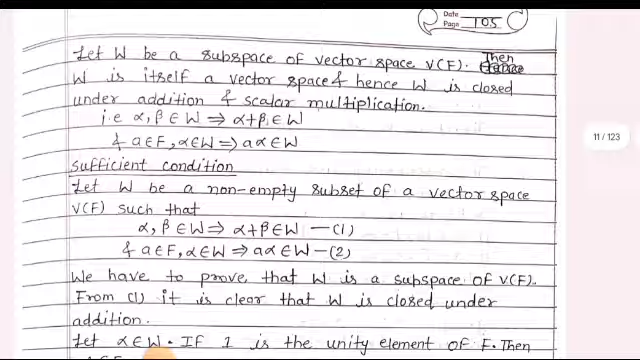 Date
Page 105
Let W be a subspace of vector space V(F). Then
W is itself a vector space & hence W is closed
under addition & scalar multiplication.
i.e α, β ∈ W ⇒ α+β ∈ W
& a∈F, α∈W ⇒ aα ∈ W
11 / 123
Sufficient condition
Let W be a non-empty subset of a vector space
V(F) such that
α, β∈W ⇒ α+β∈W —(1)
& a∈F, α∈W ⇒ aα∈W —(2)
We have to prove, that W is a subspace of V(F).
From (1) it is clear that W is closed under
addition.
Let α∈W. If 1 is the unity element of F. Then